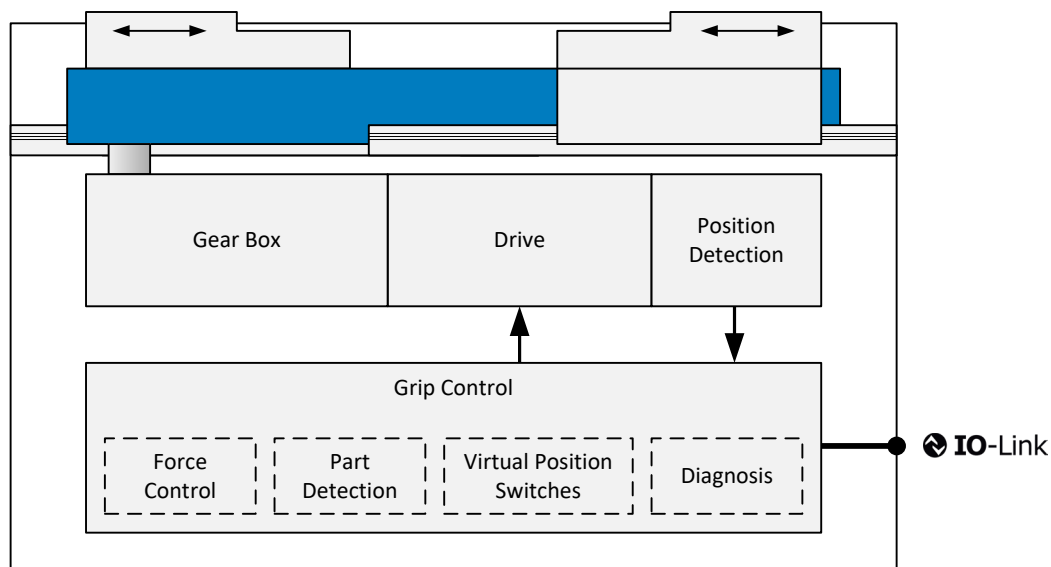 Gear Box
Drive
Position
Detection
Grip Control
Force
Control
Part
Detection
Virtual Position
Switches
Diagnosis
IO-Link